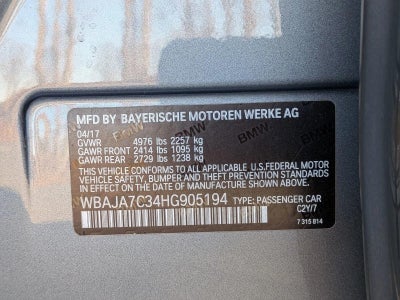 MFD BY BAYERISCHE MOTOREN WERKE AG
04/17
GVWR 4976 lbs 2257 kg
GAWR FRONT 2414 lbs 1095 kg
GAWR REAR 2729 lbs 1238 kg
THIS VEHICLE CONFORMS TO ALL APPLICABLE U.S.FEDERAL MOTOR
VEHICLE SAFETY, BUMPER, AND THEFT PREVENTION STANDARDS
IN EFFECT ON THE DATE OF MANUFACTURE SHOWN ABOVE.
WBAJA7C34HG905194 TYPE: PASSENGER CAR
C2Y/7
7 315 814